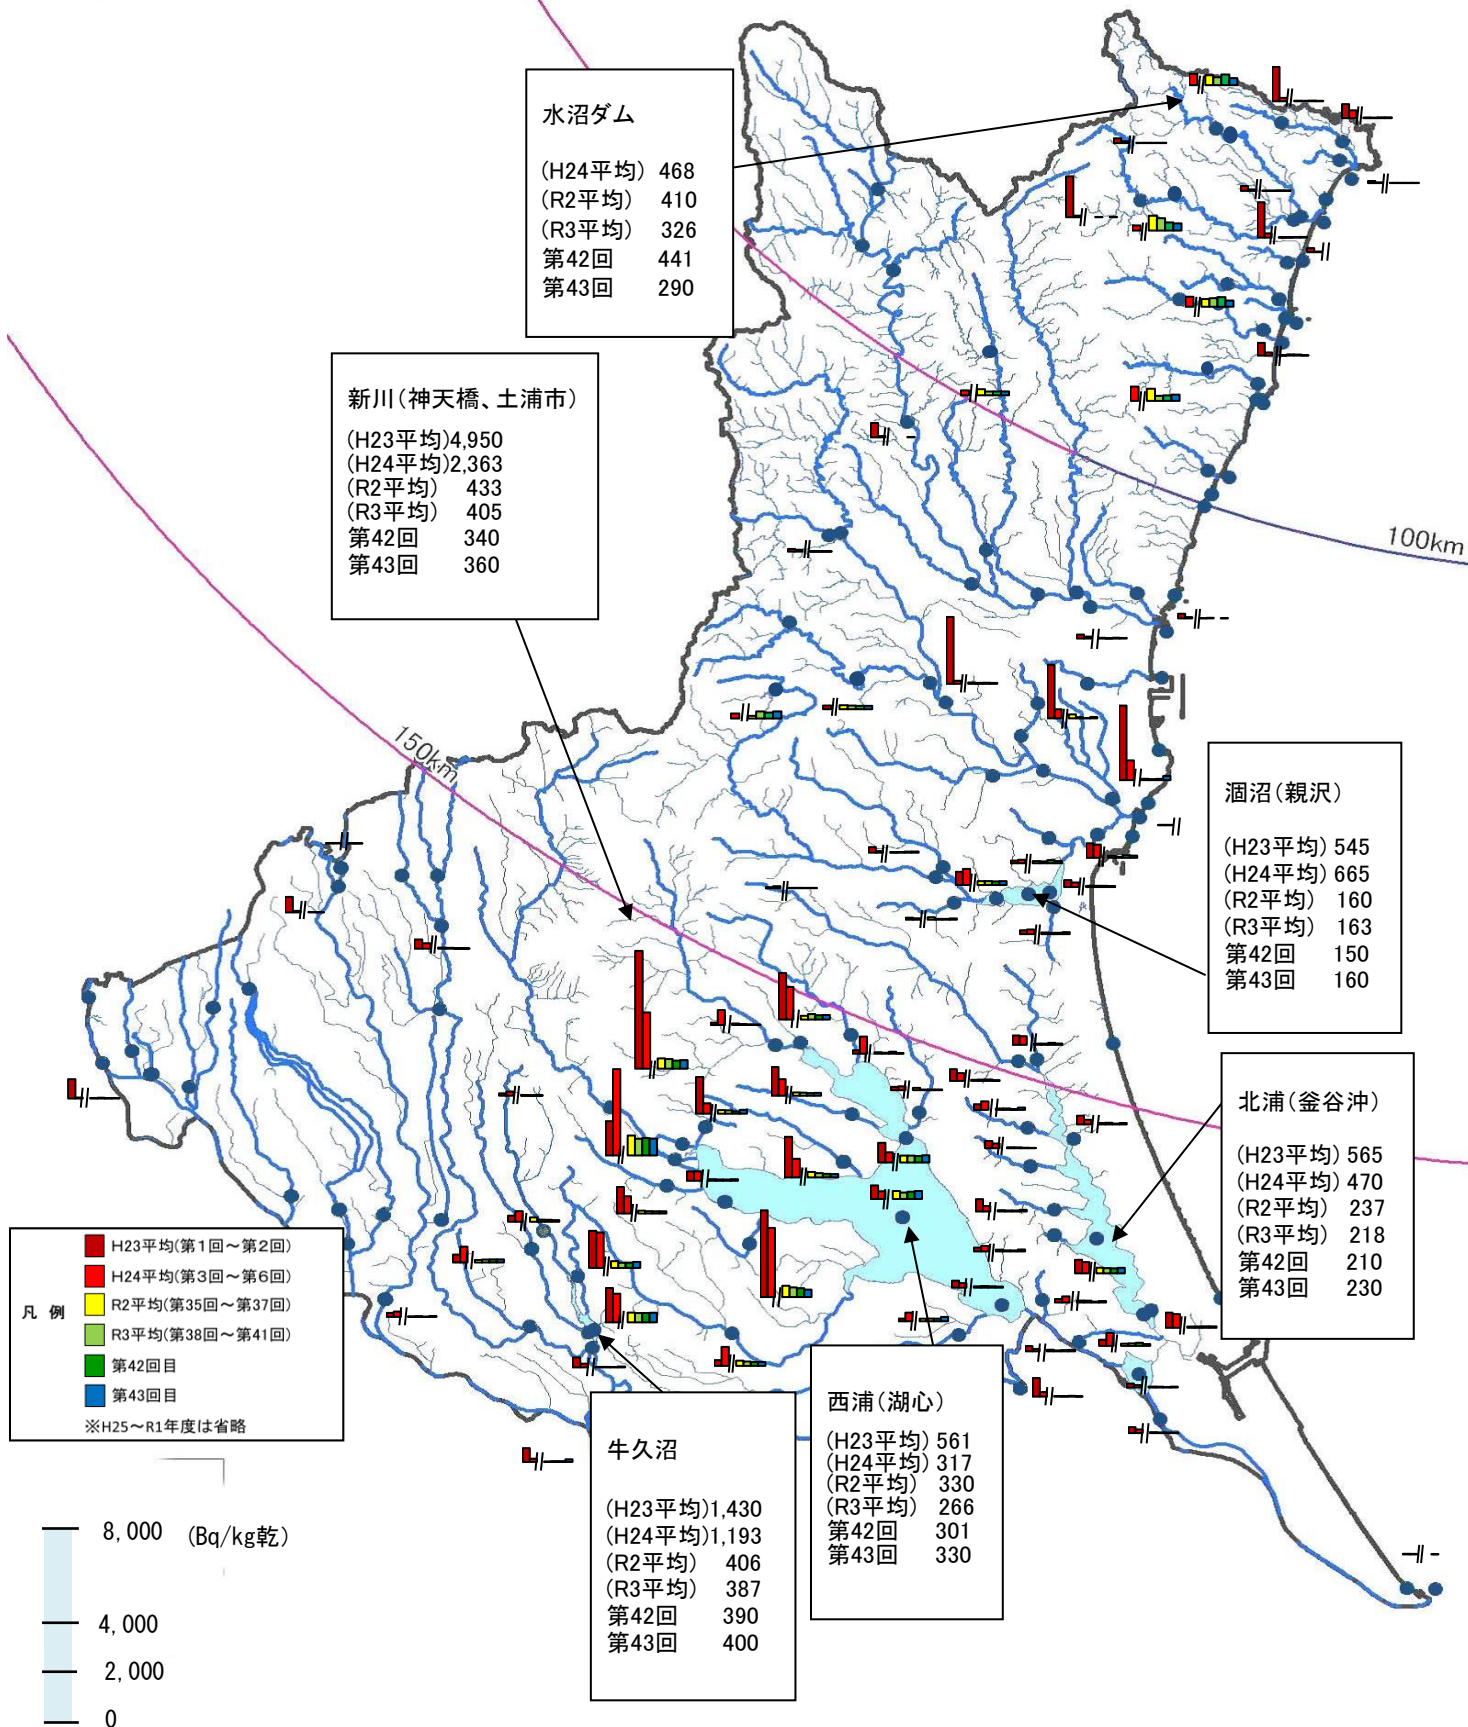 水沼ダム
(H24平均) 468
(R2平均) 410
(R3平均) 326
第42回 441
第43回 290
新川(神天橋、土浦市)
(H23平均)4,950
(H24平均)2,363
(R2平均) 433
(R3平均) 405
第42回 340
第43回 360
100km
150km
涸沼(親沢)
(H23平均) 545
(H24平均) 665
(R2平均) 160
(R3平均) 163
第42回 150
第43回 160
北浦(釜谷沖)
(H23平均) 565
(H24平均) 470
(R2平均) 237
(R3平均) 218
第42回 210
第43回 230
凡 例
H23平均(第1回～第2回)
H24平均(第3回～第6回)
R2平均(第35回～第37回)
R3平均(第38回～第41回)
第42回目
第43回目
※H25～R1年度は省略
西浦(湖心)
(H23平均) 561
(H24平均) 317
(R2平均) 330
(R3平均) 266
第42回 301
第43回 330
牛久沼
(H23平均)1,430
(H24平均)1,193
(R2平均) 406
(R3平均) 387
第42回 390
第43回 400
8,000 (Bq/kg乾)
4,000
2,000
0